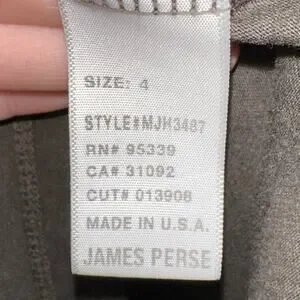 SIZE: 4
STYLE#MJH3487
RN# 95339
CA# 31092
CUT# 013908
MADE IN U.S.A.
JAMES PERSE